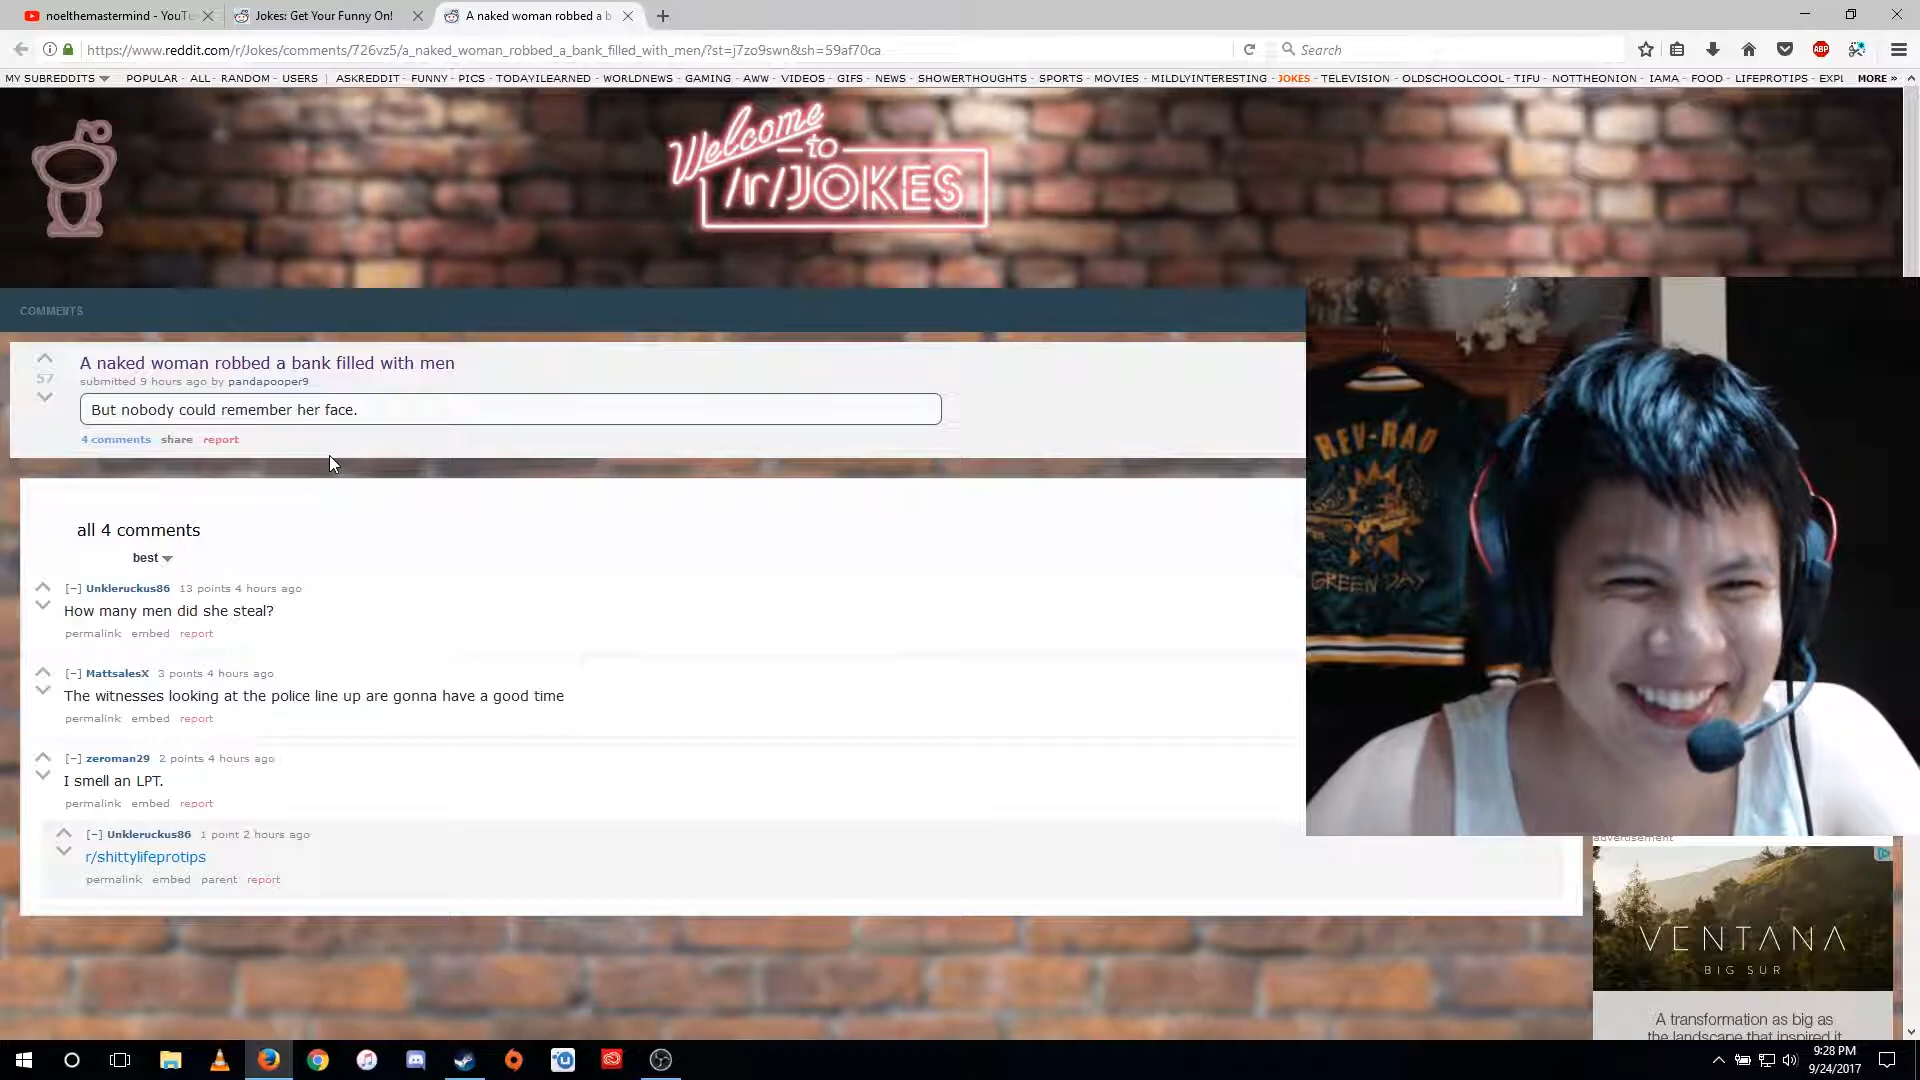 noelthemastermind - YouT
Jokes: Get Your Funny On!
A naked woman robbed a b
https://www.reddit.com/r/Jokes/comments/726vz5/a_naked_woman_robbed_a_bank_filled_with_men/?st=j7zo9swn&sh=59af70ca
Search
ABP
MY SUBREDDITS POPULAR - ALL - RANDOM - USERS | ASKREDDIT - FUNNY - PICS - TODAYILEARNED - WORLDNEWS - GAMING - AWW - VIDEOS - GIFS - NEWS - SHOWERTHOUGHTS - SPORTS - MOVIES - MILDLYINTERESTING - JOKES - TELEVISION - OLDSCHOOLCOOL - TIFU - NOTTHEONION - IAMA - FOOD - LIFEPROTIPS - EXPL MORE »
Welcome
to
/r/JOKES
COMMENTS
A naked woman robbed a bank filled with men
57
submitted 9 hours ago by pandapooper9
But nobody could remember her face.
4 comments share report
all 4 comments
best
[–] Unkleruckus86 13 points 4 hours ago
How many men did she steal?
permalink embed report
[–] MattsalesX 3 points 4 hours ago
The witnesses looking at the police line up are gonna have a good time
permalink embed report
[–] zeroman29 2 points 4 hours ago
I smell an LPT.
permalink embed report
[–] Unkleruckus86 1 point 2 hours ago
r/shittylifeprotips
permalink embed parent report
REV-RAD
GREEN DAY
advertisement
VENTANA
BIG SUR
A transformation as big as
the landscape that inspired it
9:28 PM
9/24/2017